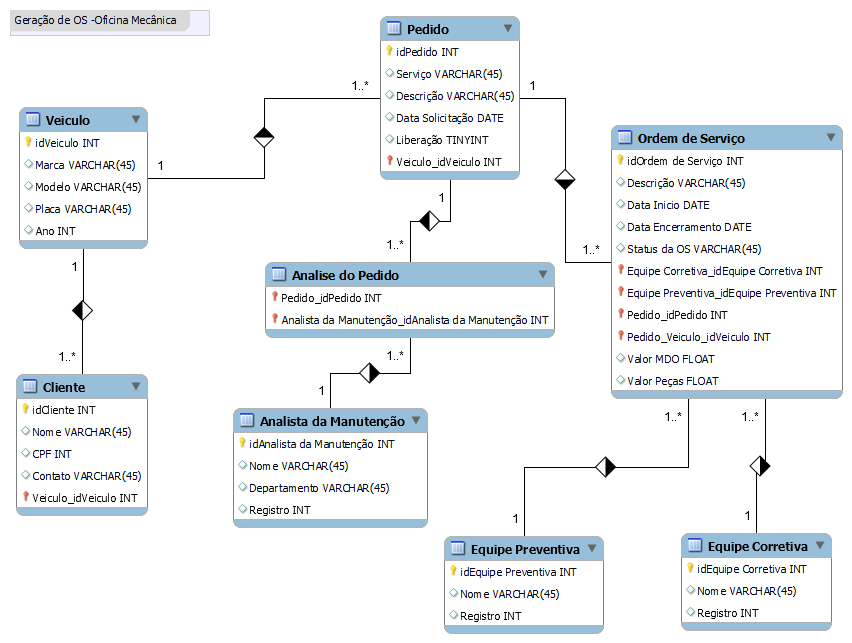 Geração de OS -Oficina Mecânica
Pedido
idPedido INT
Serviço VARCHAR(45)
Descrição VARCHAR(45)
Data Solicitação DATE
Liberação TINYINT
Veiculo_idVeiculo INT
1..*
1
Veiculo
idVeiculo INT
Marca VARCHAR(45)
Modelo VARCHAR(45)
Placa VARCHAR(45)
Ano INT
1
1
1..*
Ordem de Serviço
idOrdem de Serviço INT
Descrição VARCHAR(45)
Data Inicio DATE
Data Encerramento DATE
Status da OS VARCHAR(45)
Equipe Corretiva_idEquipe Corretiva INT
Equipe Preventiva_idEquipe Preventiva INT
Pedido_idPedido INT
Pedido_Veiculo_idVeiculo INT
Valor MDO FLOAT
Valor Peças FLOAT
1..*
1
1..*
Analise do Pedido
Pedido_idPedido INT
Analista da Manutenção_idAnalista da Manutenção INT
1..*
1
Cliente
idCliente INT
Nome VARCHAR(45)
CPF INT
Contato VARCHAR(45)
Veiculo_idVeiculo INT
Analista da Manutenção
idAnalista da Manutenção INT
Nome VARCHAR(45)
Departamento VARCHAR(45)
Registro INT
1..*
1..*
1
1
Equipe Preventiva
idEquipe Preventiva INT
Nome VARCHAR(45)
Registro INT
Equipe Corretiva
idEquipe Corretiva INT
Nome VARCHAR(45)
Registro INT